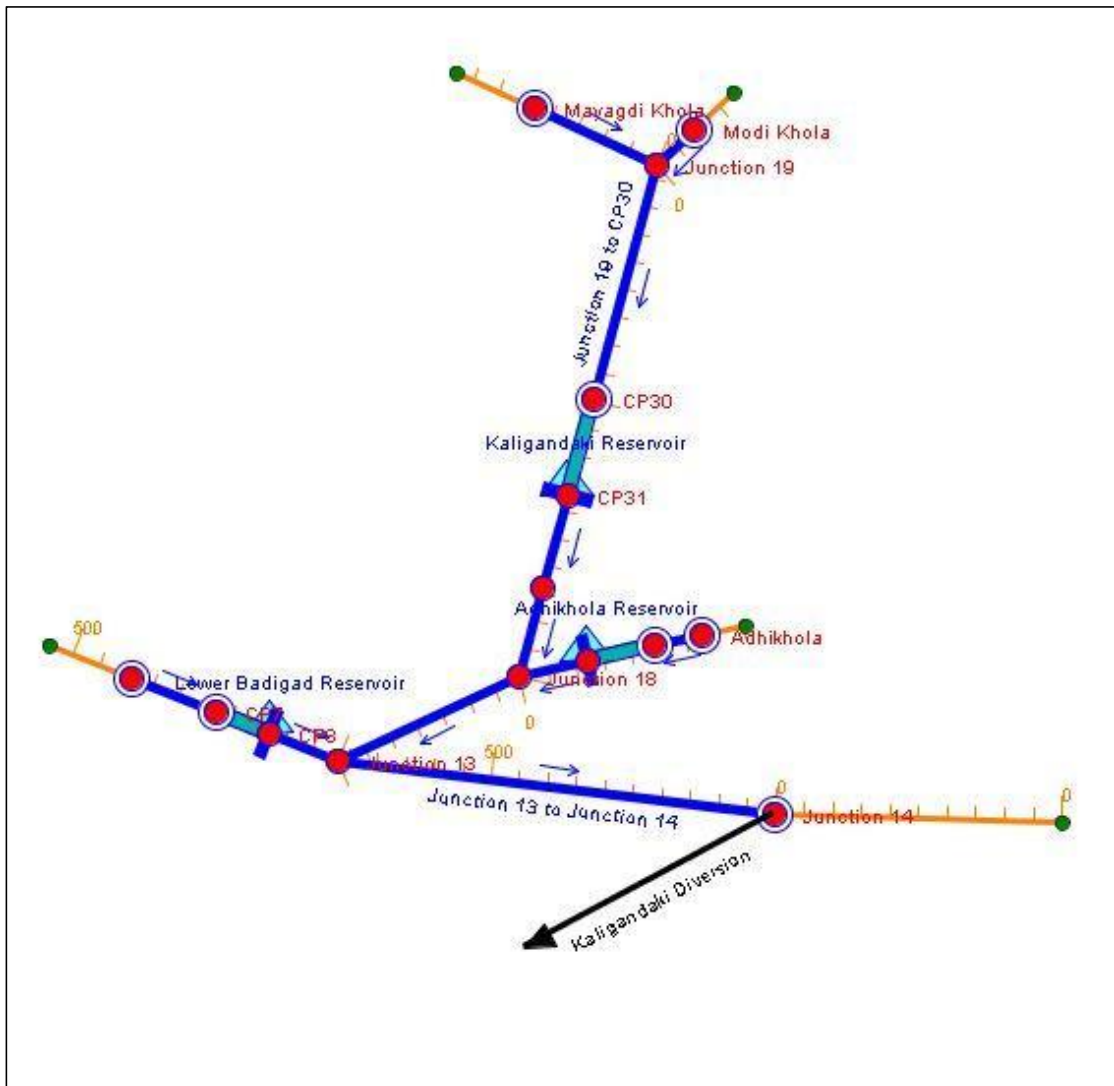 Mayagdi Khola
Modi Khola
0
Junction 19
0
Junction 19 to CP30
CP30
Kaligandaki Reservoir
CP31
Adhikhola Reservoir
Adhikhola
500
Lower Badigad Reservoir
Junction 18
CP3
0
Junction 13
500
0
0
Junction 13 to Junction 14
Junction 14
Kaligandaki Diversion